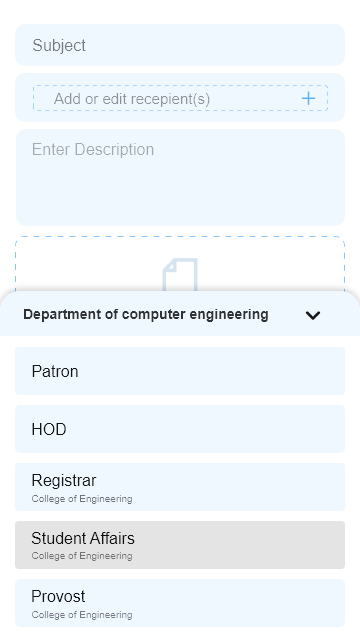 Subject
Add or edit recepient(s)
Enter Description
Department of computer engineering
Patron
HOD
Registrar
College of Engineering
Student Affairs
College of Engineering
Provost
College of Engineering